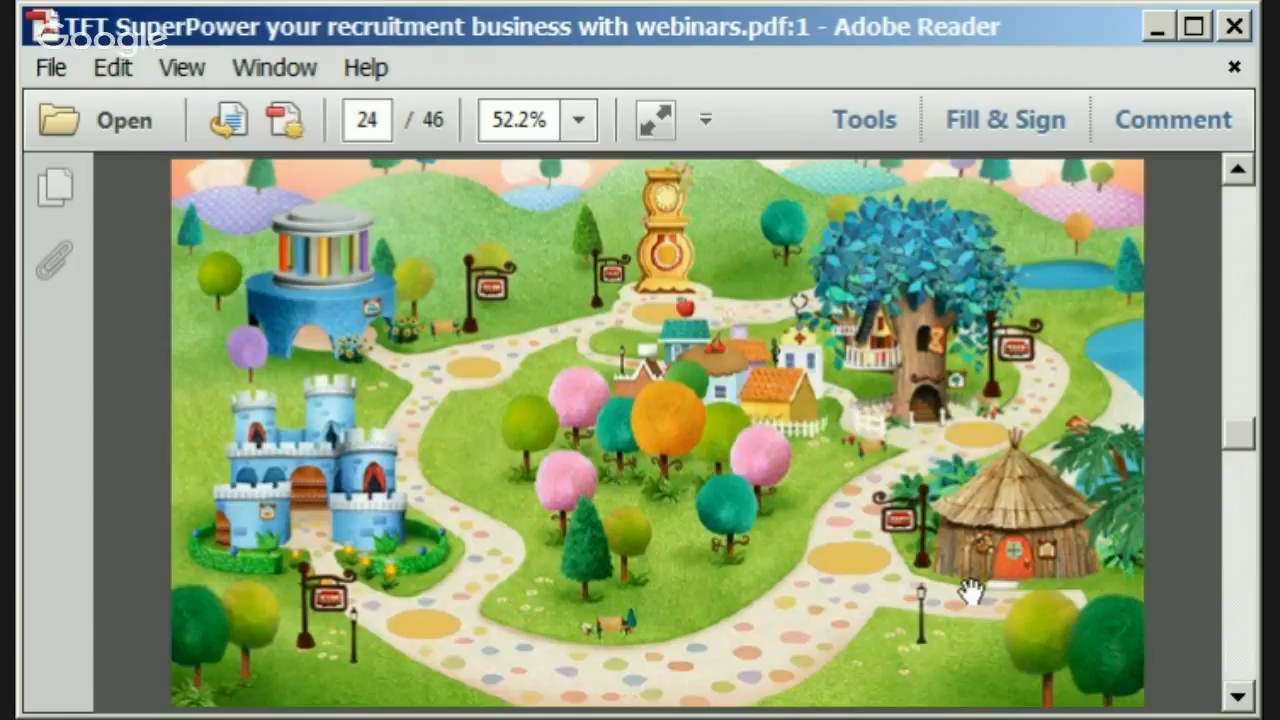 TFT SuperPower your recruitment business with webinars.pdf:1 - Adobe Reader
Google
File Edit View Window Help
Open 24 / 46 52.2% Tools Fill & Sign Comment